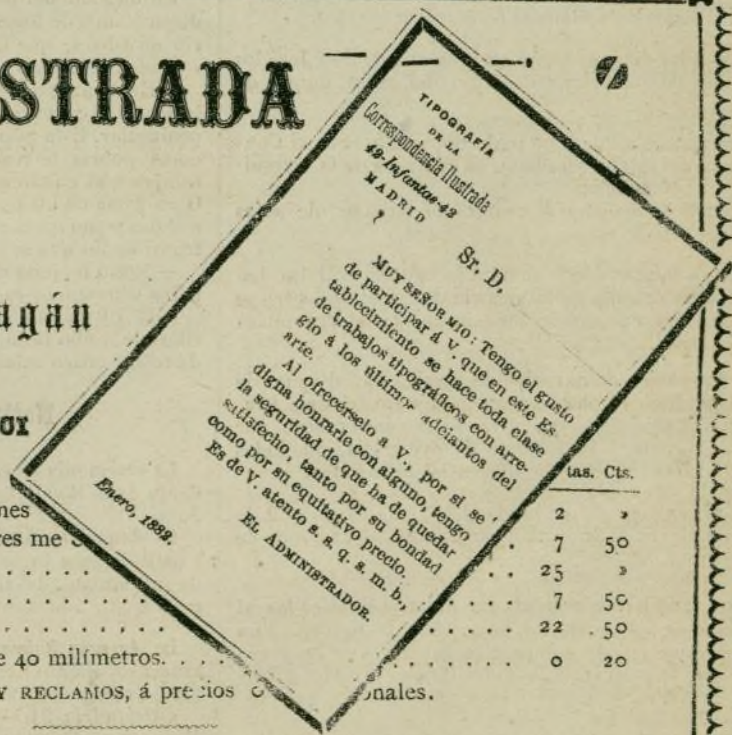 STRADA
TIPOGRAFÍA
DE LA
Correspondencia Ilustrada
42-Infantas-42
MADRID
Sr. D.
MUY SEÑOR MIO: Tengo el gusto
de participar á V. que en este Es-
tablecimiento se hace toda clase
de trabajos tipográficos con arre-
glo á los últimos adelantos del
arte.
Al ofrecérselo a V., por si se
digna honrarle con alguno, tengo
la seguridad de que ha de quedar
satisfecho, tanto por su bondad
como por su equitativo precio.
Es de V. atento s. s. q. s. m. b.,
EL ADMINISTRADOR.
Enero, 1882.
agán
or
tas. Cts.
nes 2 »
res me . 7 50
. . . . . . 25 »
. . . . . . 7 50
. . . . . . 22 . 50
e 40 milímetros. . . . . . . . 0 20
Y RECLAMOS, á precios onales.